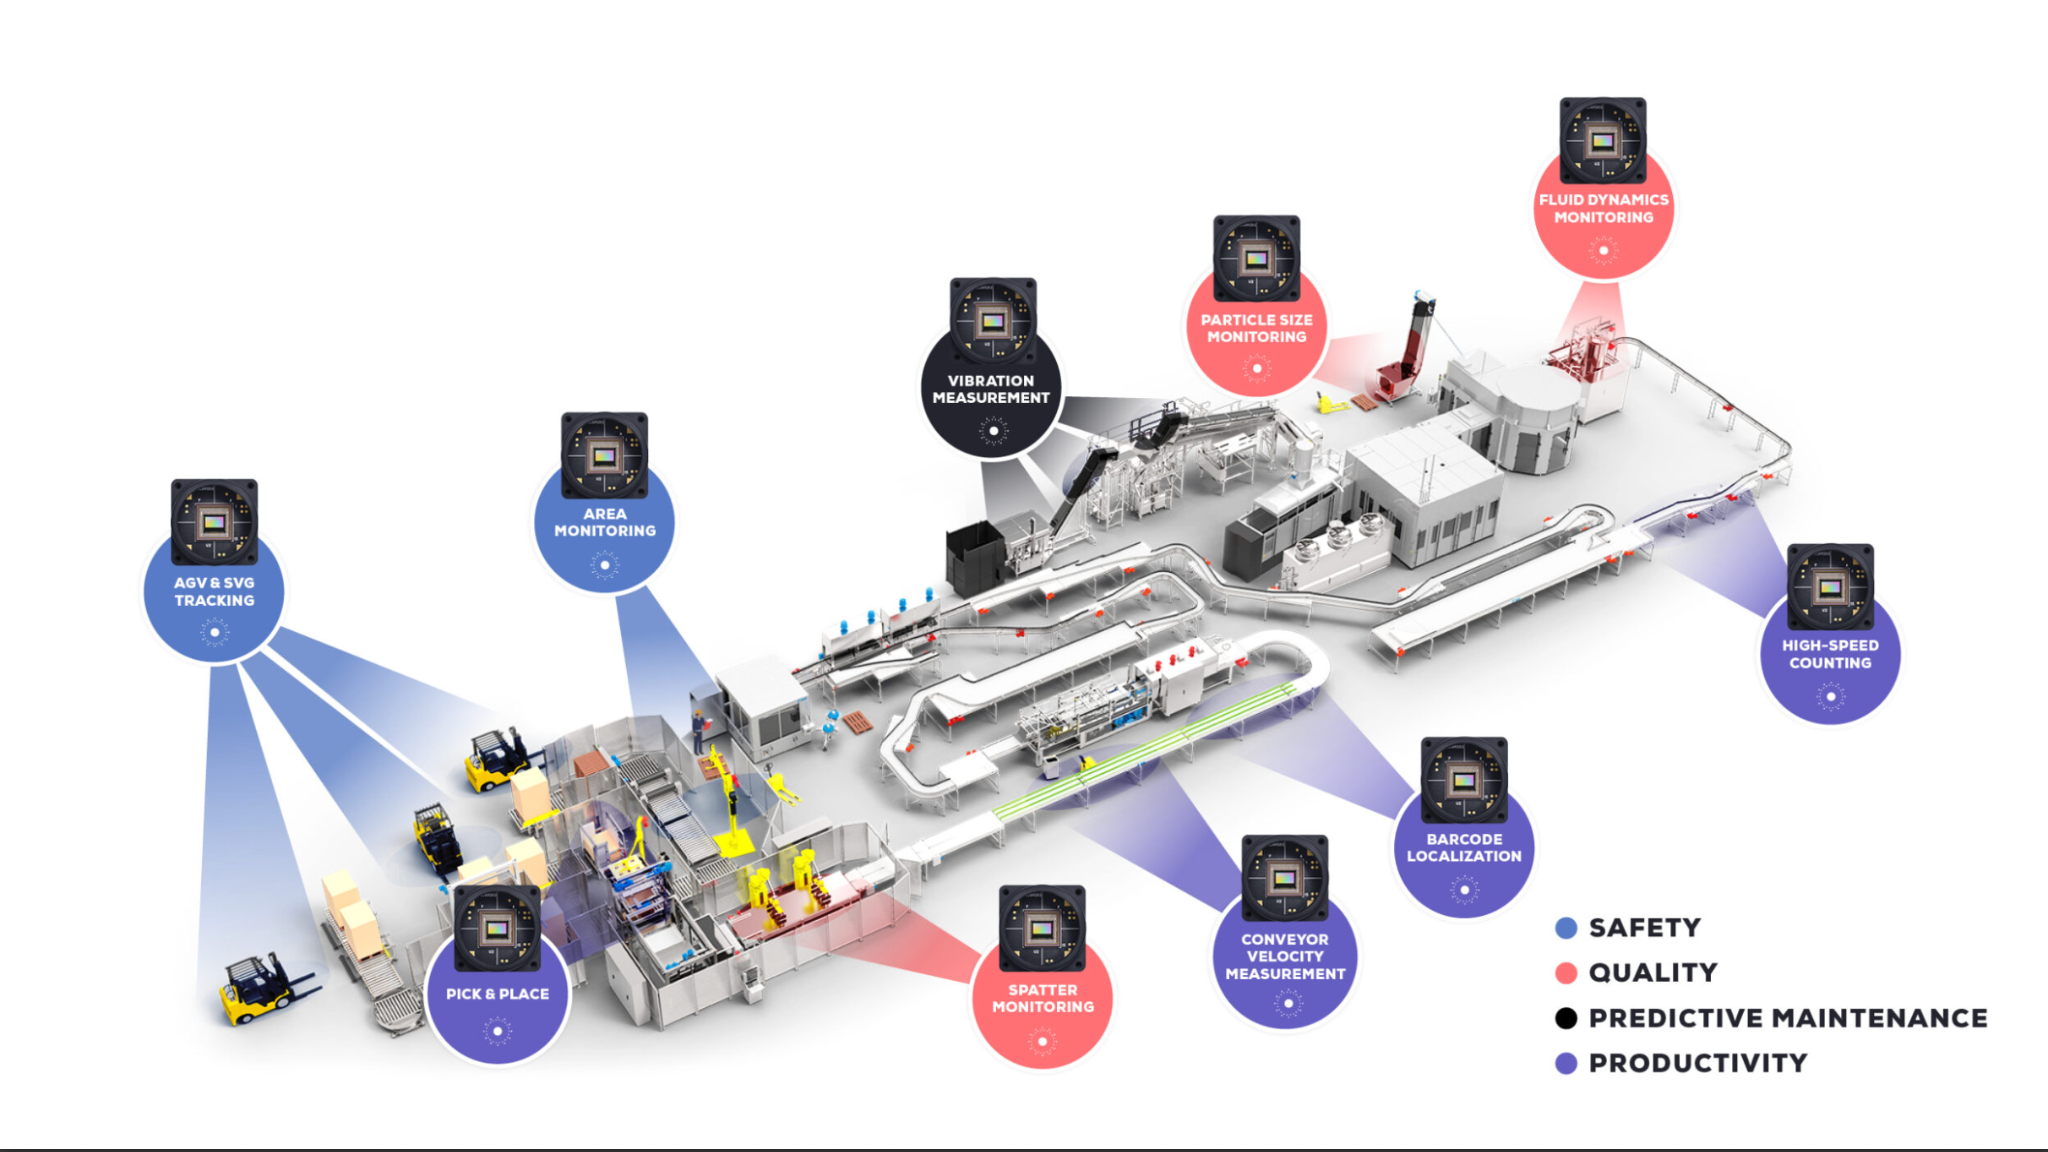 FLUID DYNAMICS
MONITORING
PARTICLE SIZE
MONITORING
VIBRATION
MEASUREMENT
AREA
MONITORING
AGV & SVG
TRACKING
HIGH-SPEED
COUNTING
BARCODE
LOCALIZATION
CONVEYOR
VELOCITY
MEASUREMENT
SPATTER
MONITORING
PICK & PLACE
SAFETY
QUALITY
PREDICTIVE MAINTENANCE
PRODUCTIVITY